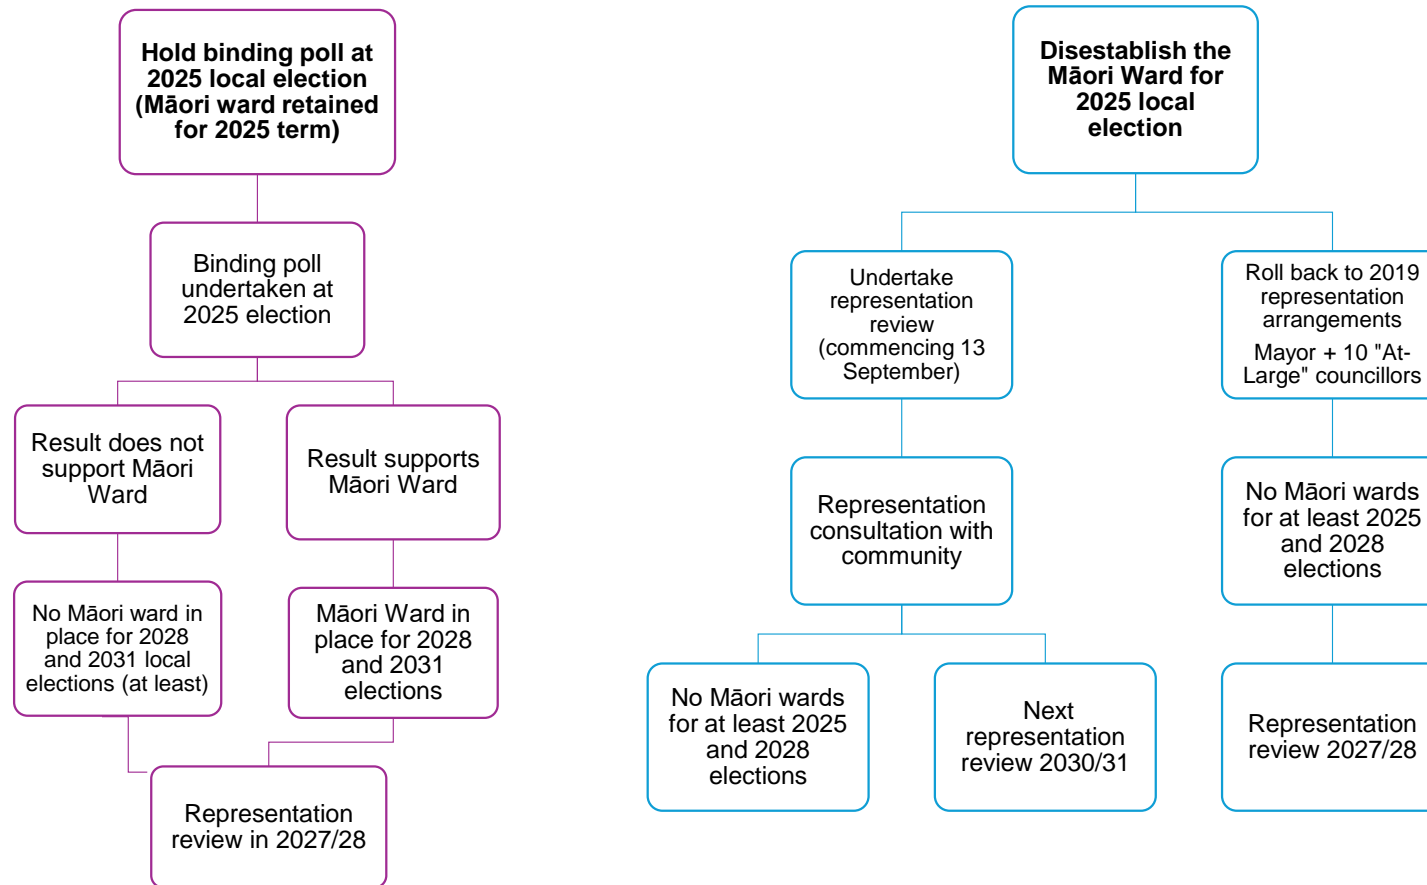 Hold binding poll at
2025 local election
(Māori ward retained
for 2025 term)
Binding poll
undertaken at
2025 election
Result does not
support Māori
Ward
Result supports
Māori Ward
No Māori ward in
place for 2028
and 2031 local
elections (at least)
Māori Ward in
place for 2028
and 2031
elections
Representation
review in 2027/28
Disestablish the
Māori Ward for
2025 local
election
Undertake
representation
review
(commencing 13
September)
Representation
consultation with
community
No Māori wards
for at least 2025
and 2028
elections
Next
representation
review 2030/31
Roll back to 2019
representation
arrangements
Mayor + 10 "At-
Large" councillors
No Māori wards
for at least 2025
and 2028
elections
Representation
review 2027/28